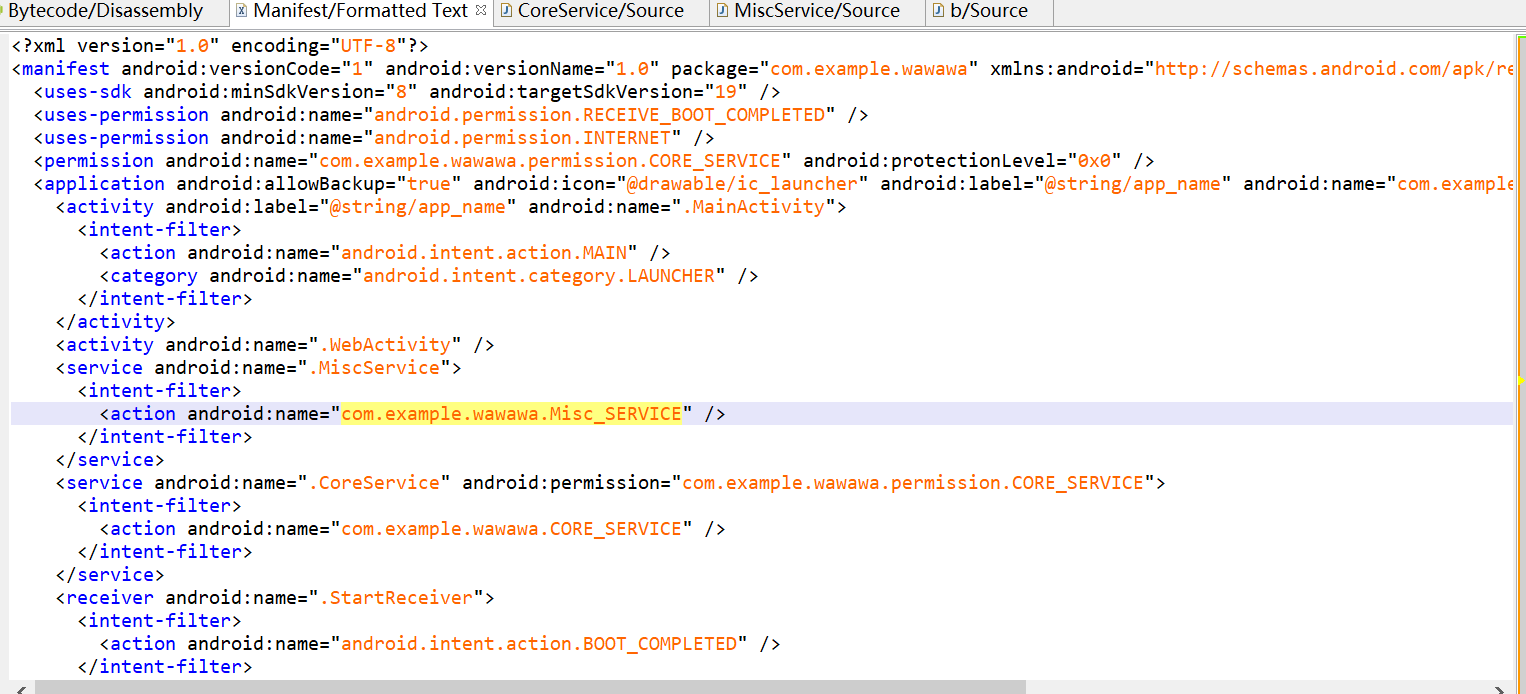 Bytecode/Disassembly Manifest/Formatted Text CoreService/Source MiscService/Source b/Source
<?xml version="1.0" encoding="UTF-8"?>
<manifest android:versionCode="1" android:versionName="1.0" package="com.example.wawawa" xmlns:android="http://schemas.android.com/apk/re
<uses-sdk android:minSdkVersion="8" android:targetSdkVersion="19" />
<uses-permission android:name="android.permission.RECEIVE_BOOT_COMPLETED" />
<uses-permission android:name="android.permission.INTERNET" />
<permission android:name="com.example.wawawa.permission.CORE_SERVICE" android:protectionLevel="0x0" />
<application android:allowBackup="true" android:icon="@drawable/ic_launcher" android:label="@string/app_name" android:name="com.example
<activity android:label="@string/app_name" android:name=".MainActivity">
<intent-filter>
<action android:name="android.intent.action.MAIN" />
<category android:name="android.intent.category.LAUNCHER" />
</intent-filter>
</activity>
<activity android:name=".WebActivity" />
<service android:name=".MiscService">
<intent-filter>
<action android:name="com.example.wawawa.Misc_SERVICE" />
</intent-filter>
</service>
<service android:name=".CoreService" android:permission="com.example.wawawa.permission.CORE_SERVICE">
<intent-filter>
<action android:name="com.example.wawawa.CORE_SERVICE" />
</intent-filter>
</service>
<receiver android:name=".StartReceiver">
<intent-filter>
<action android:name="android.intent.action.BOOT_COMPLETED" />
</intent-filter>